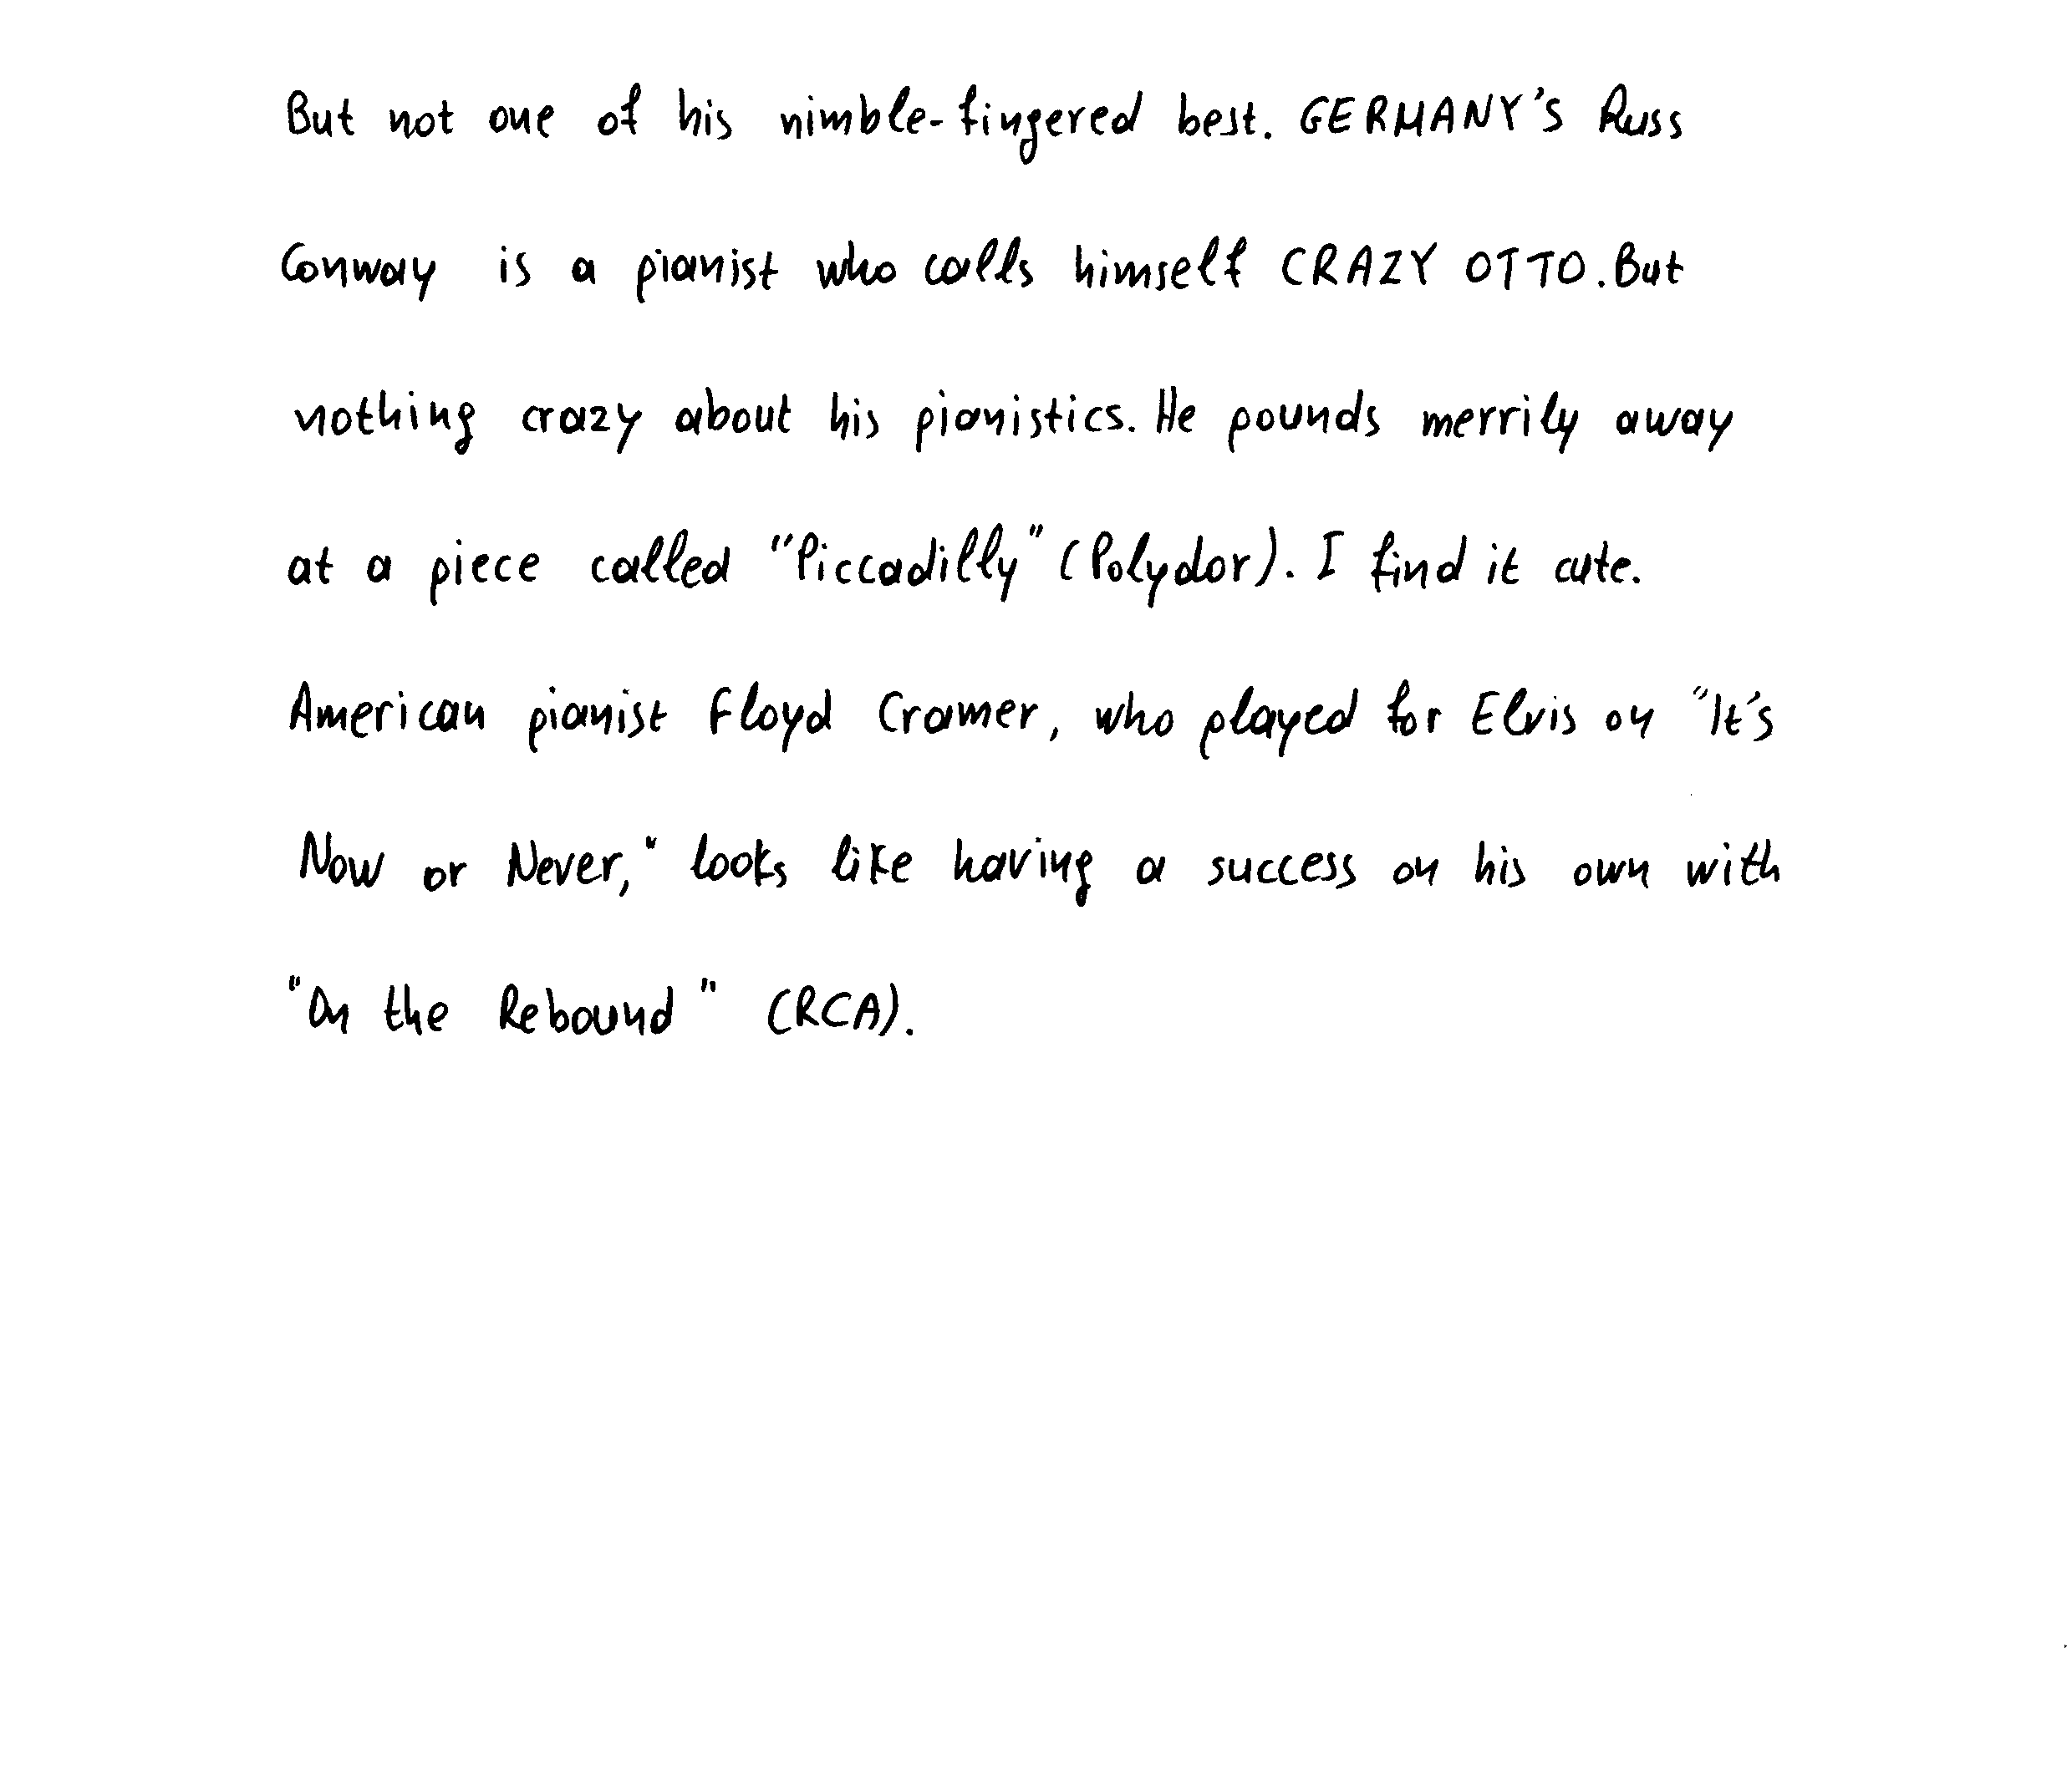 But not one of his nimble-fingered best. GERMANY'S Russ
Conway is a pianist who calls himself CRAZY OTTO. But
nothing crazy about his pianistics. He pounds merrily away
at a piece called "Piccadilly" (Polydor). I find it cute.
American pianist Floyd Cramer, who played for Elvis on "It's
Now or Never," looks like having a success on his own with
"On the Rebound" (RCA).